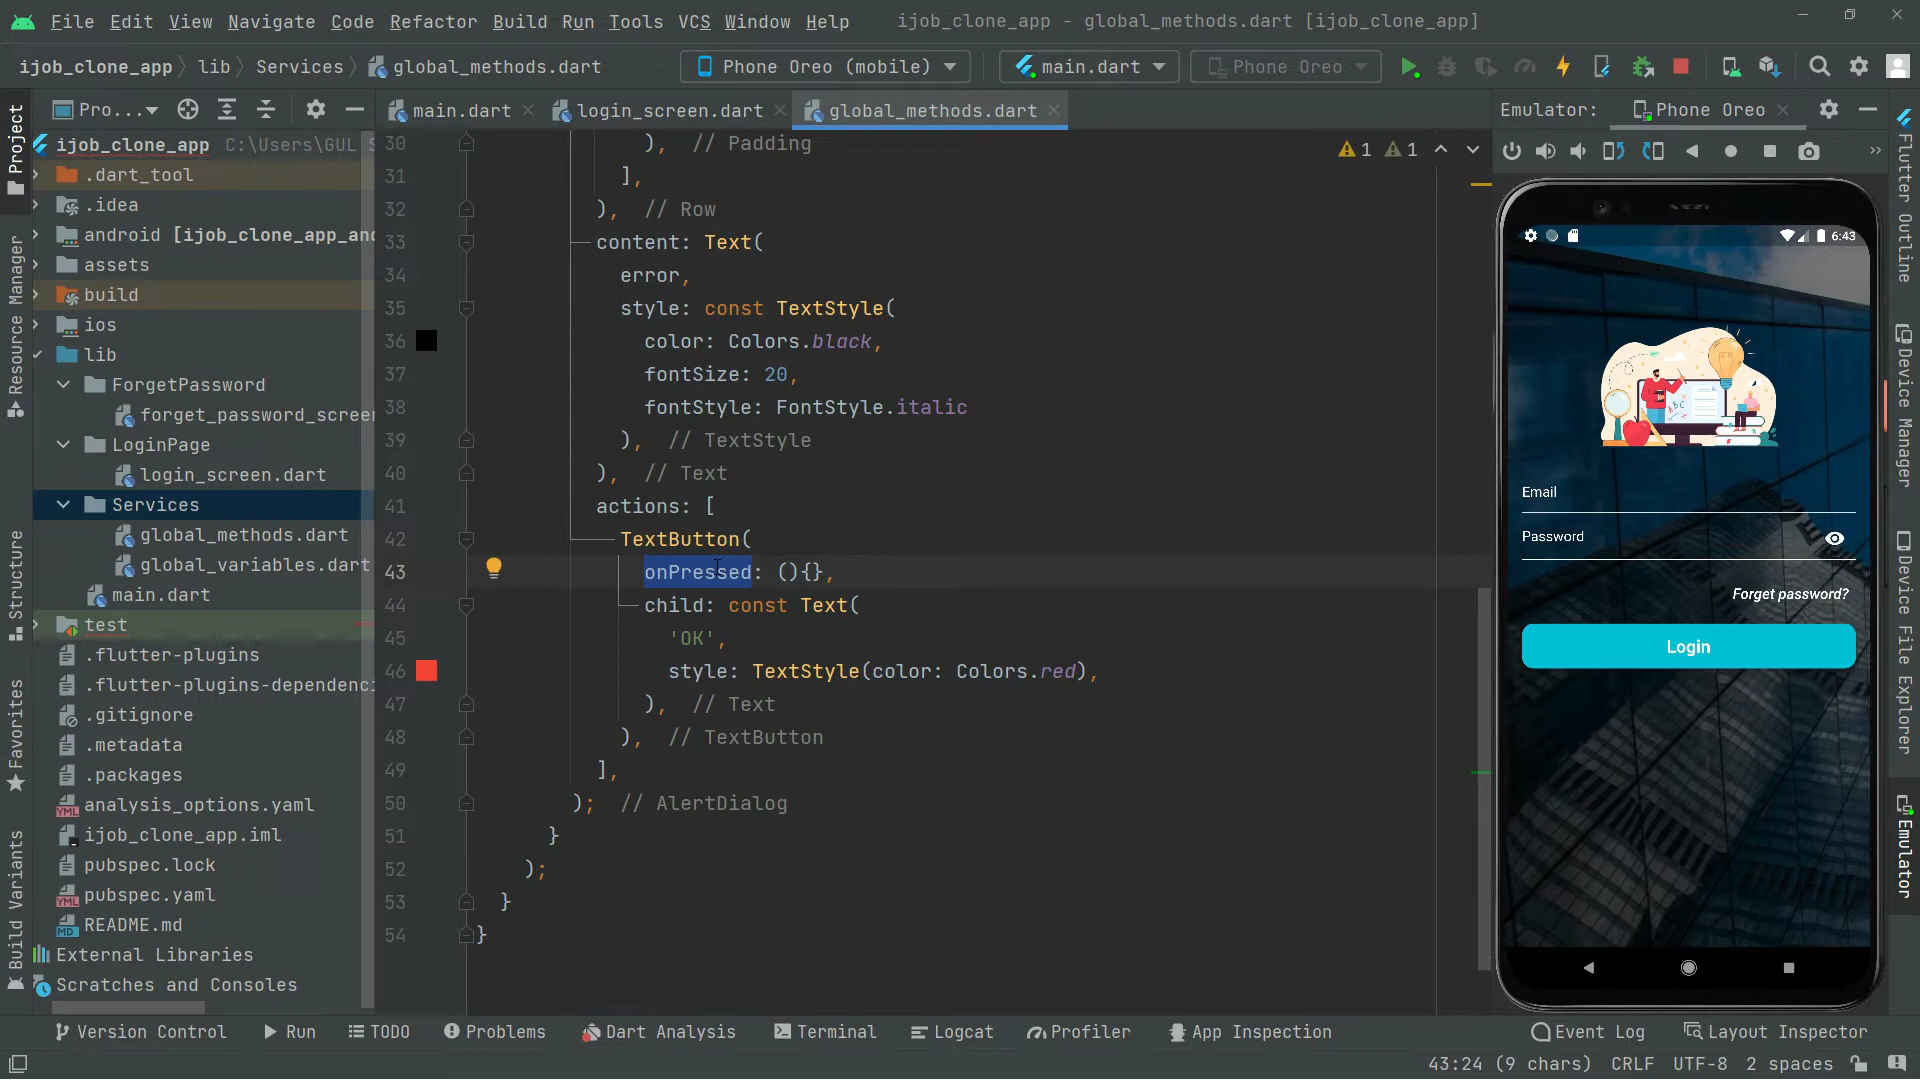 File Edit View Navigate Code Refactor Build Run Tools VCS Window Help ijob_clone_app - global_methods.dart [ijob_clone_app]
ijob_clone_app lib Services global_methods.dart Phone Oreo (mobile) main.dart Phone Oreo
Pro... main.dart login_screen.dart global_methods.dart Emulator: Phone Oreo
ijob_clone_app C:\Users\GUL
.dart_tool
.idea
android [ijob_clone_app_and
assets
build
ios
lib
ForgetPassword
forget_password_screen
LoginPage
login_screen.dart
Services
global_methods.dart
global_variables.dart
main.dart
test
.flutter-plugins
.flutter-plugins-dependenci
.gitignore
.metadata
.packages
analysis_options.yaml
ijob_clone_app.iml
pubspec.lock
pubspec.yaml
README.md
External Libraries
Scratches and Consoles
Project
Resource Manager
Structure
Favorites
Build Variants
1 1
30 ), // Padding
31 ],
32 ), // Row
33 content: Text(
34 error,
35 style: const TextStyle(
36 color: Colors.black,
37 fontSize: 20,
38 fontStyle: FontStyle.italic
39 ), // TextStyle
40 ), // Text
41 actions: [
42 TextButton(
43 onPressed: (){},
44 child: const Text(
45 'OK',
46 style: TextStyle(color: Colors.red),
47 ), // Text
48 ), // TextButton
49 ],
50 ); // AlertDialog
51 }
52 );
53 }
54 }
6:43
Email
Password
Forget password?
Login
Flutter Outline
Device Manager
Device File Explorer
Emulator
Version Control Run TODO Problems Dart Analysis Terminal Logcat Profiler App Inspection Event Log Layout Inspector
43:24 (9 chars) CRLF UTF-8 2 spaces